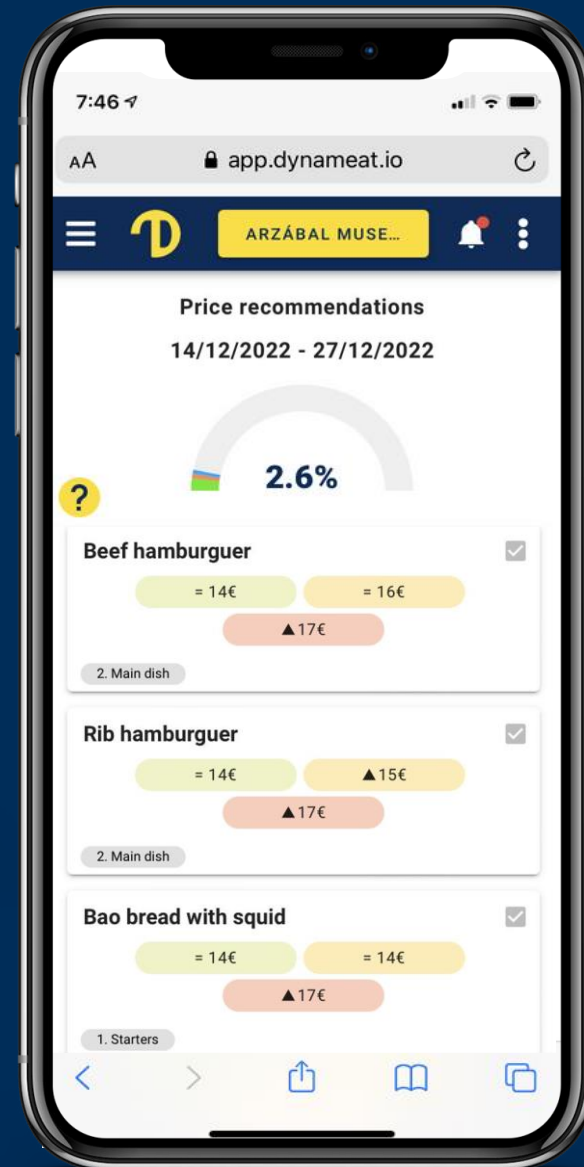 7:46
AA app.dynameat.io
ARZÁBAL MUSE…
Price recommendations
14/12/2022 - 27/12/2022
2.6%
?
Beef hamburguer
= 14€ = 16€
▲17€
2. Main dish
Rib hamburguer
= 14€ ▲15€
▲17€
2. Main dish
Bao bread with squid
= 14€ = 14€
▲17€
1. Starters